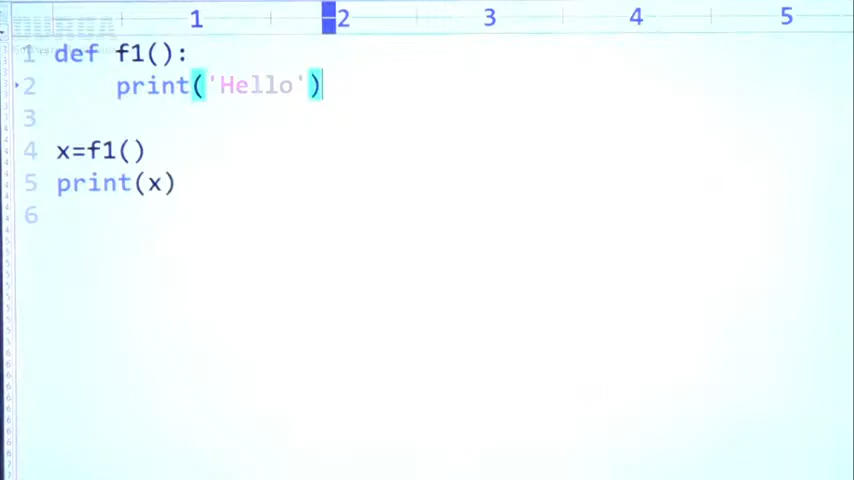 1 2 3 4 5
1 def f1():
2 print('Hello')
3
4 x=f1()
5 print(x)
6